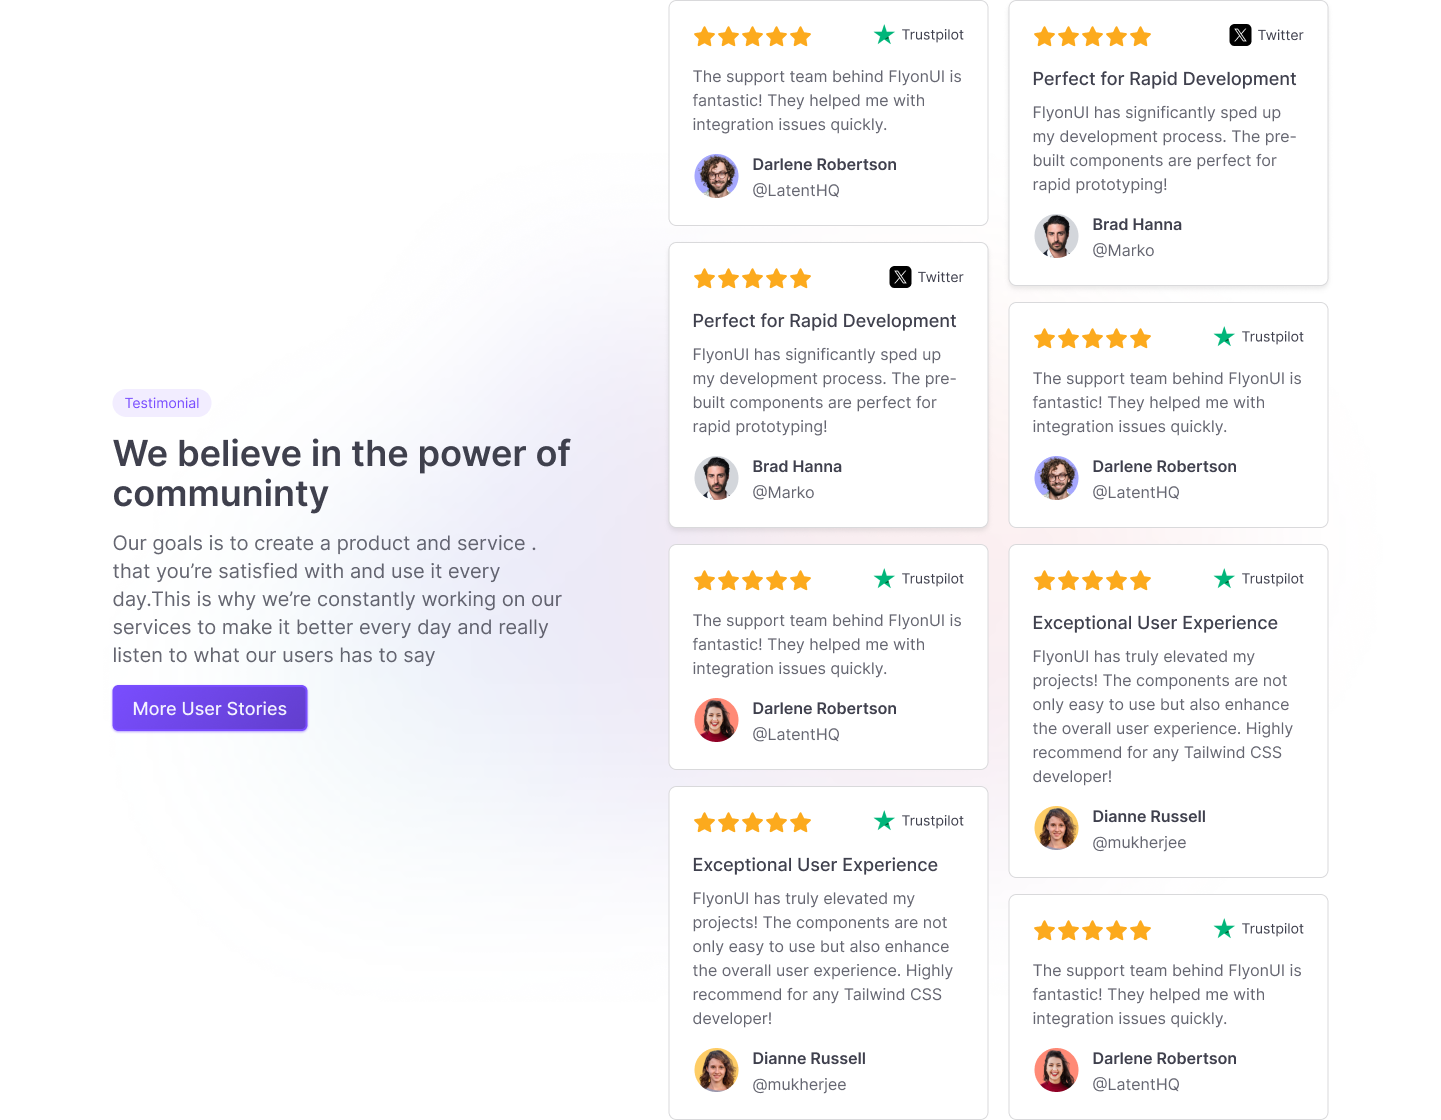 Testimonial
We believe in the power of
communinty
Our goals is to create a product and service .
that you’re satisfied with and use it every
day.This is why we’re constantly working on our
services to make it better every day and really
listen to what our users has to say
More User Stories
Trustpilot
The support team behind FlyonUI is
fantastic! They helped me with
integration issues quickly.
Darlene Robertson
@LatentHQ
Twitter
Perfect for Rapid Development
FlyonUI has significantly sped up
my development process. The pre-
built components are perfect for
rapid prototyping!
Brad Hanna
@Marko
Trustpilot
The support team behind FlyonUI is
fantastic! They helped me with
integration issues quickly.
Darlene Robertson
@LatentHQ
Trustpilot
Exceptional User Experience
FlyonUI has truly elevated my
projects! The components are not
only easy to use but also enhance
the overall user experience. Highly
recommend for any Tailwind CSS
developer!
Dianne Russell
@mukherjee
Twitter
Perfect for Rapid Development
FlyonUI has significantly sped up
my development process. The pre-
built components are perfect for
rapid prototyping!
Brad Hanna
@Marko
Trustpilot
The support team behind FlyonUI is
fantastic! They helped me with
integration issues quickly.
Darlene Robertson
@LatentHQ
Trustpilot
Exceptional User Experience
FlyonUI has truly elevated my
projects! The components are not
only easy to use but also enhance
the overall user experience. Highly
recommend for any Tailwind CSS
developer!
Dianne Russell
@mukherjee
Trustpilot
The support team behind FlyonUI is
fantastic! They helped me with
integration issues quickly.
Darlene Robertson
@LatentHQ